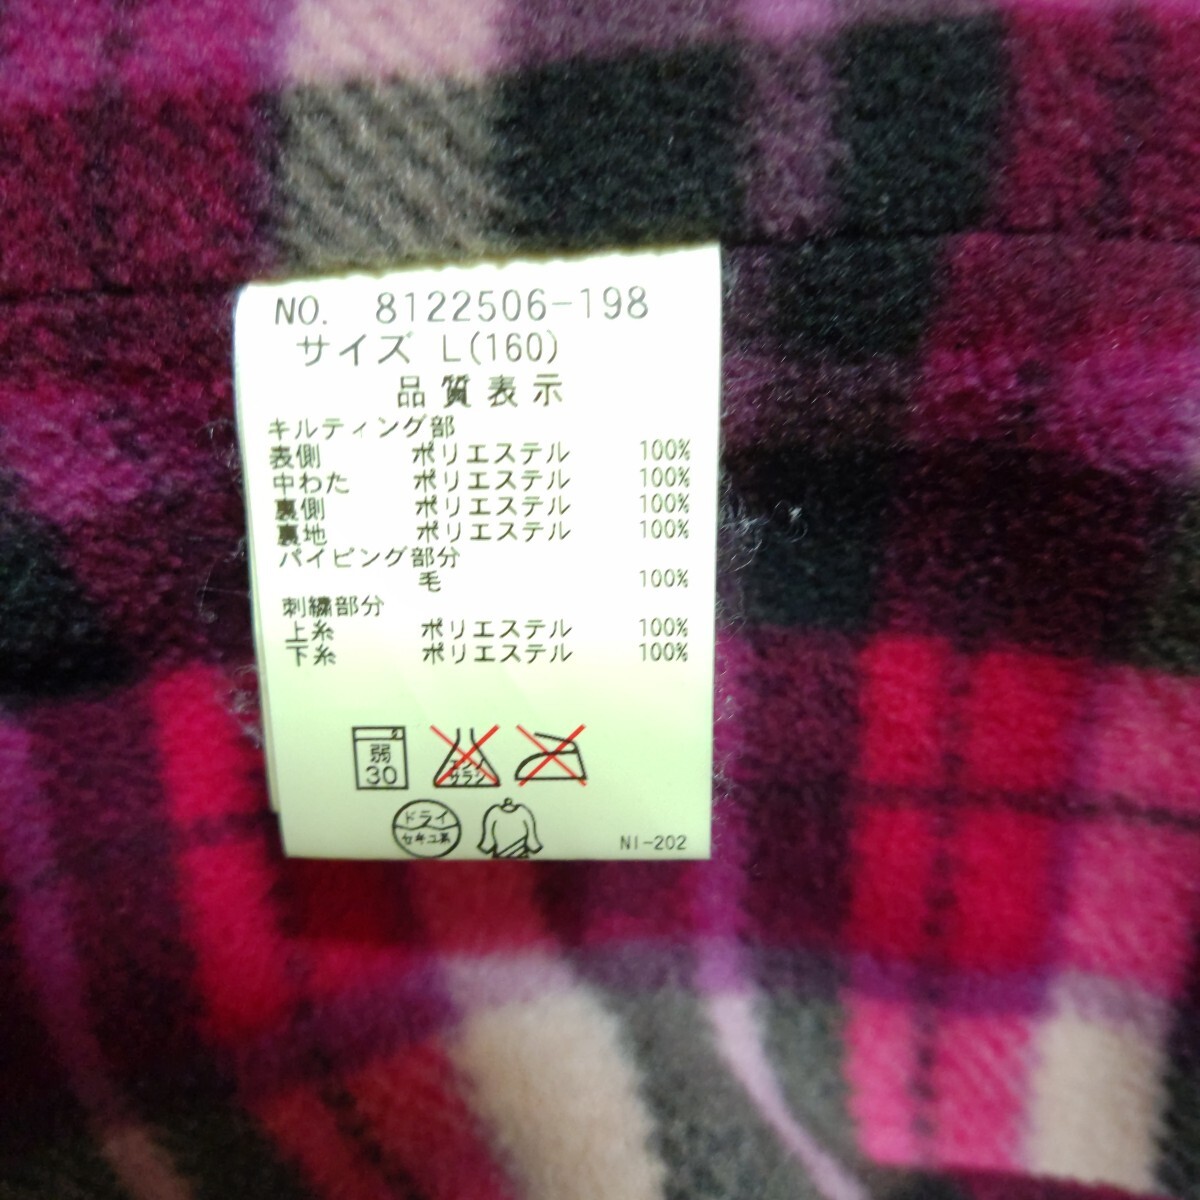 NO. 8122506-198
サイズ L(160)
品質表示
キルティング部
表側 ポリエステル 100%
中わた ポリエステル 100%
裏側 ポリエステル 100%
裏地 ポリエステル 100%
パイピング部分
毛 100%
刺繍部分
上糸 ポリエステル 100%
下糸 ポリエステル 100%
弱
30
エンソ
サラシ
ドライ
セキユ系
NI-202